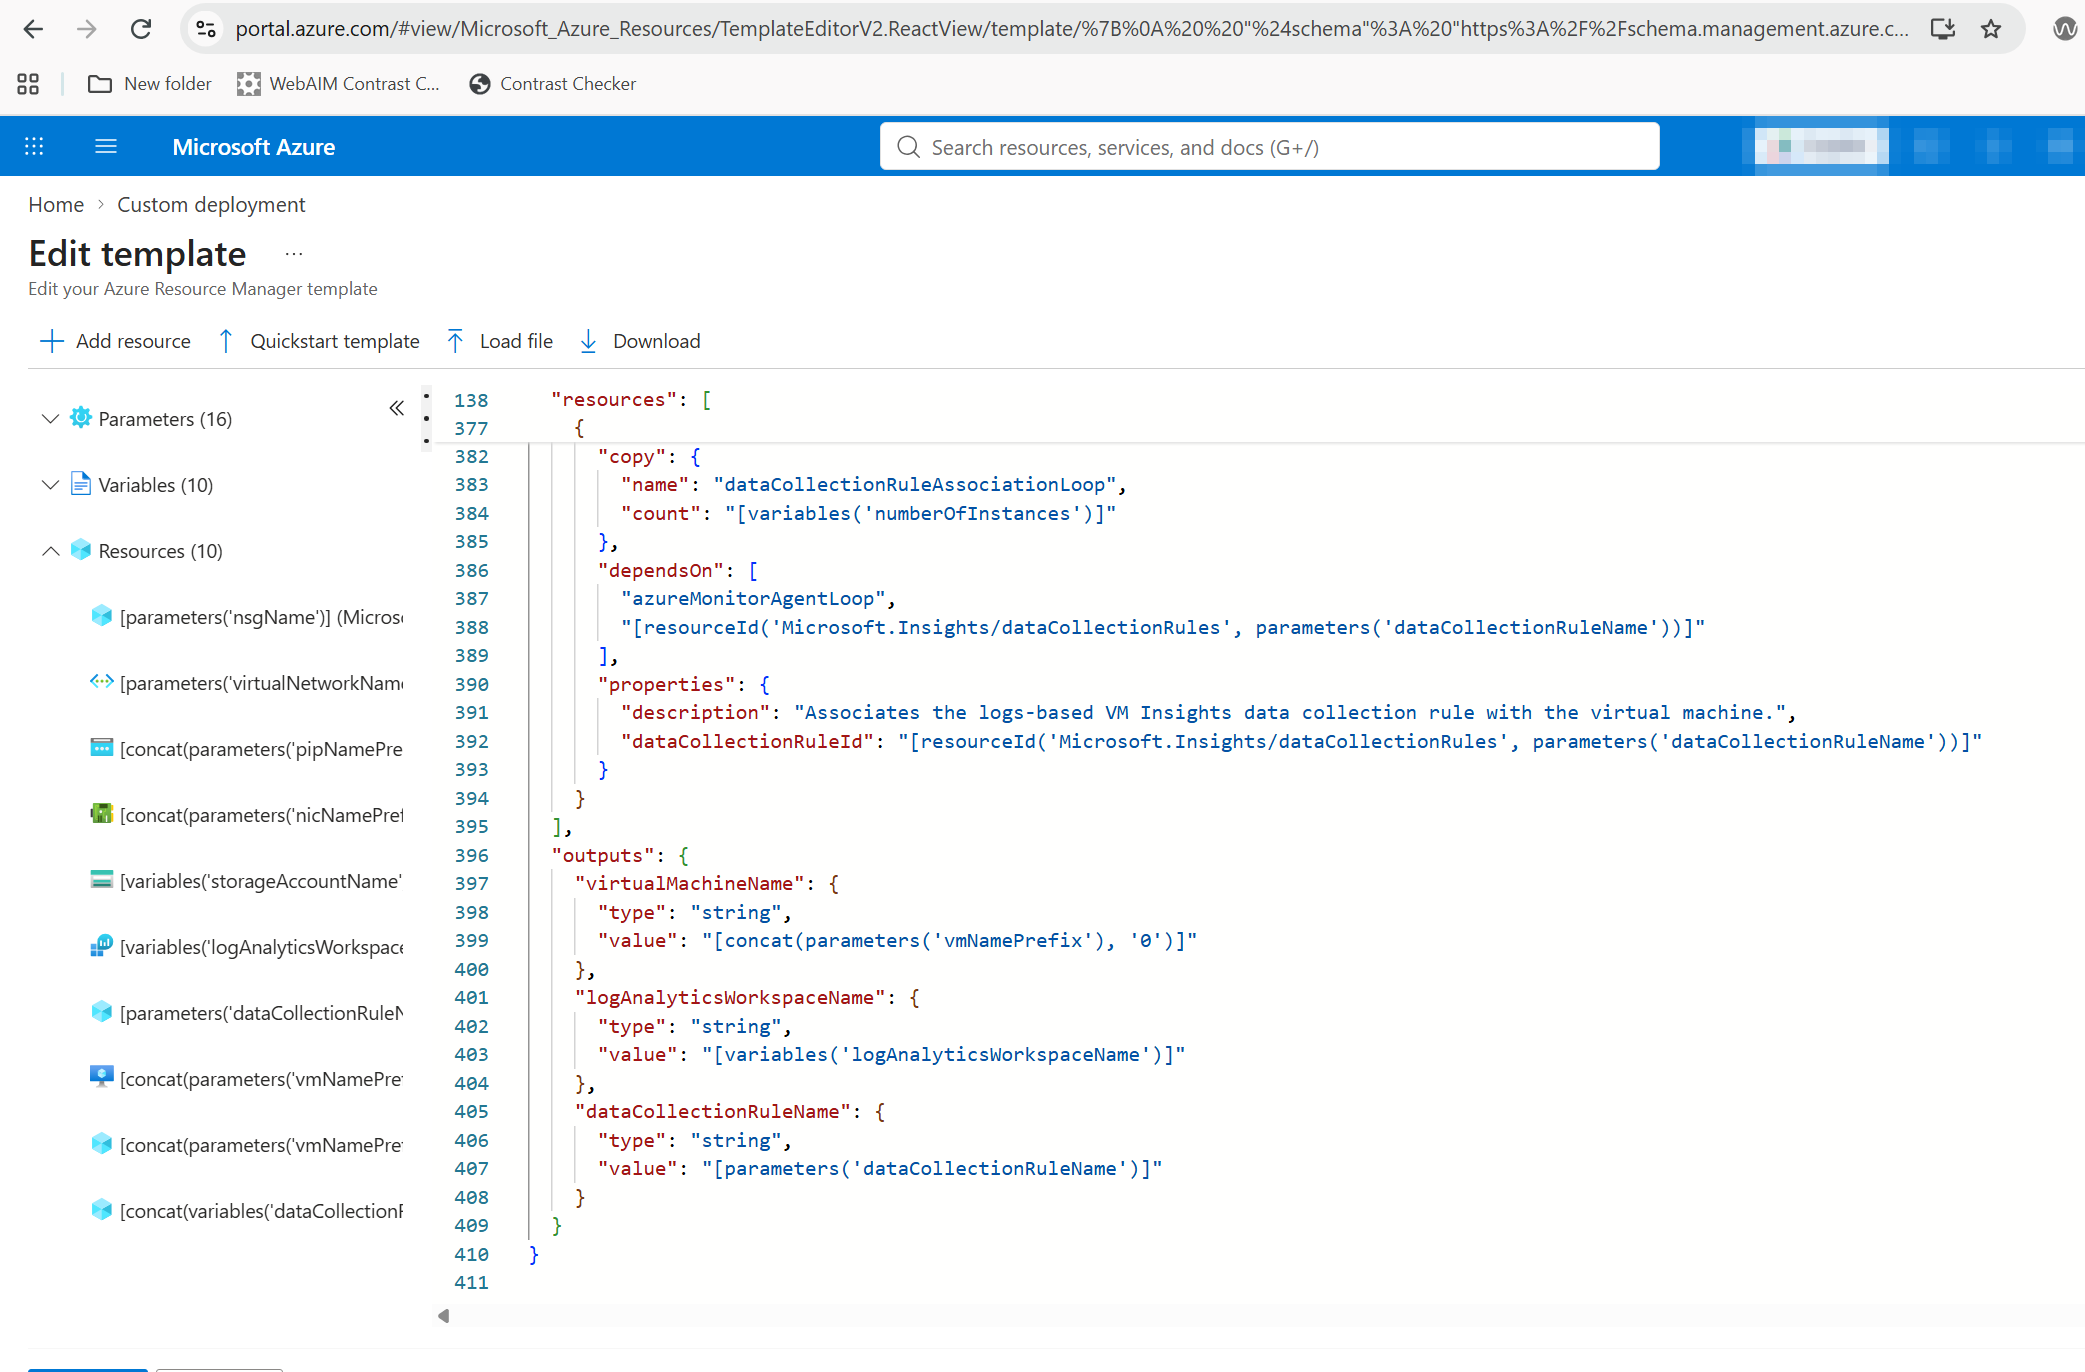 portal.azure.com/#view/Microsoft_Azure_Resources/TemplateEditorV2.ReactView/template/%7B%0A%20%20"%24schema"%3A%20"https%3A%2F%2Fschema.management.azure.c...
New folder
WebAIM Contrast C...
Contrast Checker
Microsoft Azure
Search resources, services, and docs (G+/)
Home > Custom deployment
Edit template ...
Edit your Azure Resource Manager template
Add resource
Quickstart template
Load file
Download
Parameters (16)
Variables (10)
Resources (10)
[parameters('nsgName')] (Microso
[parameters('virtualNetworkName
[concat(parameters('pipNamePre
[concat(parameters('nicNamePref
[variables('storageAccountName'
[variables('logAnalyticsWorkspace
[parameters('dataCollectionRuleN
[concat(parameters('vmNamePref
[concat(parameters('vmNamePref
[concat(variables('dataCollectionR
138 "resources": [
377 {
382 "copy": {
383 "name": "dataCollectionRuleAssociationLoop",
384 "count": "[variables('numberOfInstances')]"
385 },
386 "dependsOn": [
387 "azureMonitorAgentLoop",
388 "[resourceId('Microsoft.Insights/dataCollectionRules', parameters('dataCollectionRuleName'))]"
389 ],
390 "properties": {
391 "description": "Associates the logs-based VM Insights data collection rule with the virtual machine.",
392 "dataCollectionRuleId": "[resourceId('Microsoft.Insights/dataCollectionRules', parameters('dataCollectionRuleName'))]"
393 }
394 }
395 ],
396 "outputs": {
397 "virtualMachineName": {
398 "type": "string",
399 "value": "[concat(parameters('vmNamePrefix'), '0')]"
400 },
401 "logAnalyticsWorkspaceName": {
402 "type": "string",
403 "value": "[variables('logAnalyticsWorkspaceName')]"
404 },
405 "dataCollectionRuleName": {
406 "type": "string",
407 "value": "[parameters('dataCollectionRuleName')]"
408 }
409 }
410 }
411